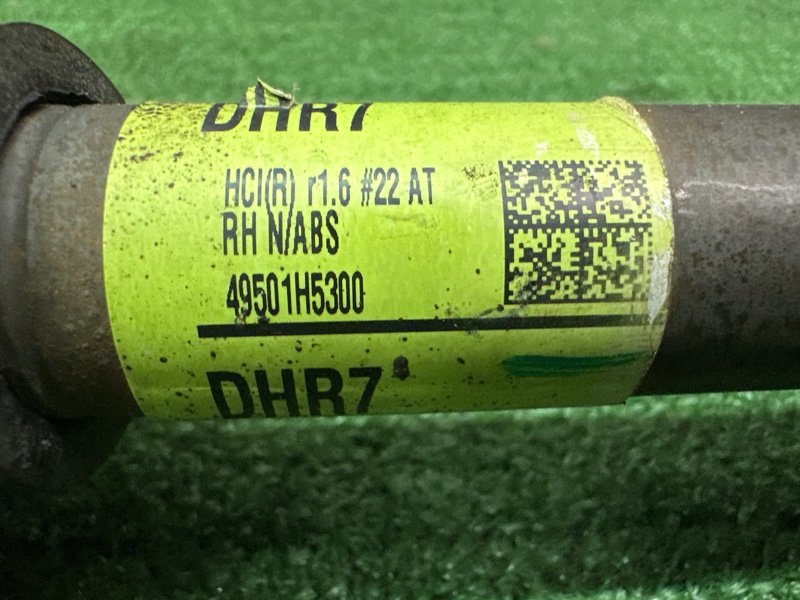 DHR7
HCI(R) r1.6 #22 AT
RH N/ABS
49501H5300
DHR7